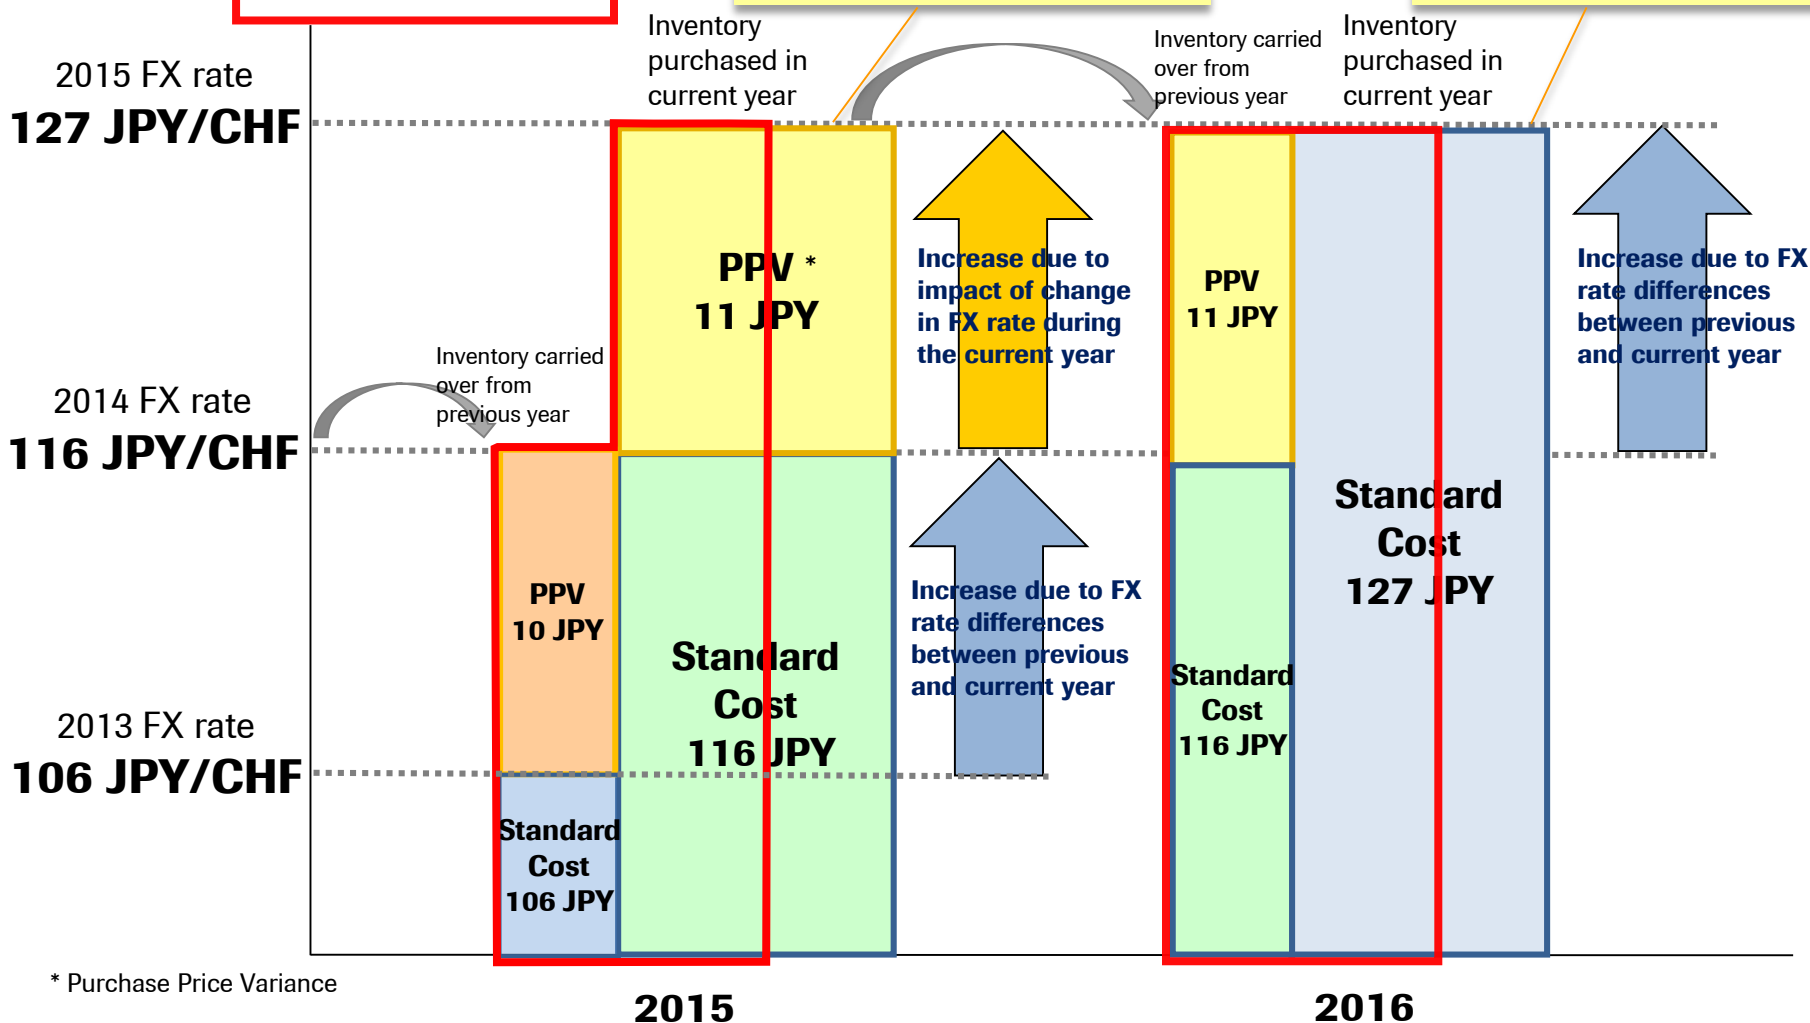 Inventory
purchased in
current year
Inventory carried
over from
previous year
Inventory
purchased in
current year
2015 FX rate
127 JPY/CHF
PPV *
11 JPY
Increase due to
impact of change
in FX rate during
the current year
PPV
11 JPY
Increase due to FX
rate differences
between previous
and current year
Inventory carried
over from
previous year
2014 FX rate
116 JPY/CHF
PPV
10 JPY
Standard
Cost
116 JPY
Increase due to FX
rate differences
between previous
and current year
Standard
Cost
116 JPY
Standard
Cost
127 JPY
2013 FX rate
106 JPY/CHF
Standard
Cost
106 JPY
* Purchase Price Variance
2015
2016